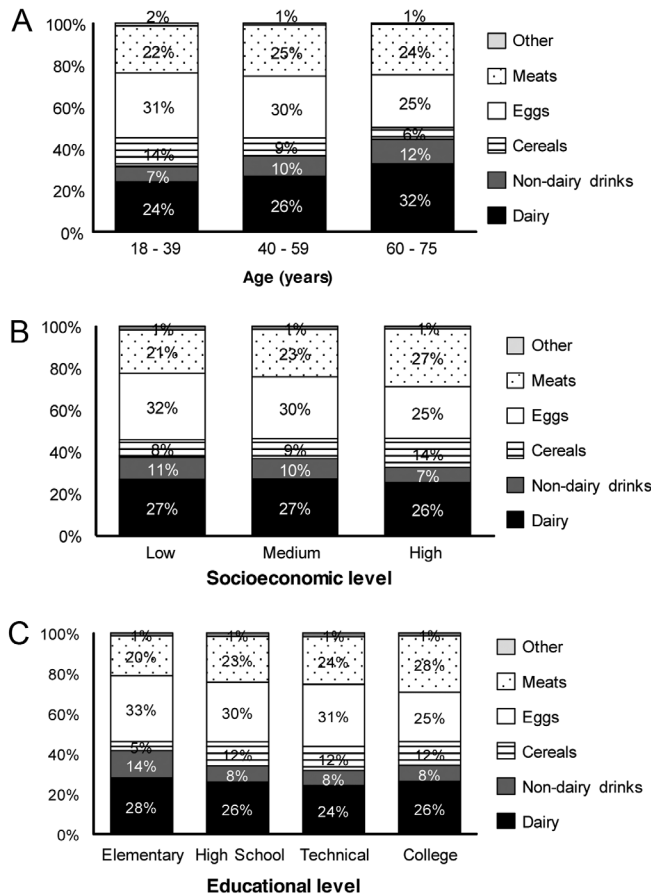 A
100%
80%
60%
40%
20%
0%
2%
1%
1%
22%
25%
24%
31%
30%
25%
14%
9%
6%
7%
10%
12%
24%
26%
32%
18 - 39
40 - 59
60 - 75
Age (years)
Other
Meats
Eggs
Cereals
Non-dairy drinks
Dairy
B
100%
80%
60%
40%
20%
0%
1%
1%
1%
21%
23%
27%
32%
30%
25%
8%
9%
14%
11%
10%
7%
27%
27%
26%
Low
Medium
High
Socioeconomic level
Other
Meats
Eggs
Cereals
Non-dairy drinks
Dairy
C
100%
80%
60%
40%
20%
0%
1%
1%
1%
1%
20%
23%
24%
28%
33%
30%
31%
25%
5%
12%
12%
12%
14%
8%
8%
8%
28%
26%
24%
26%
Elementary
High School
Technical
College
Educational level
Other
Meats
Eggs
Cereals
Non-dairy drinks
Dairy